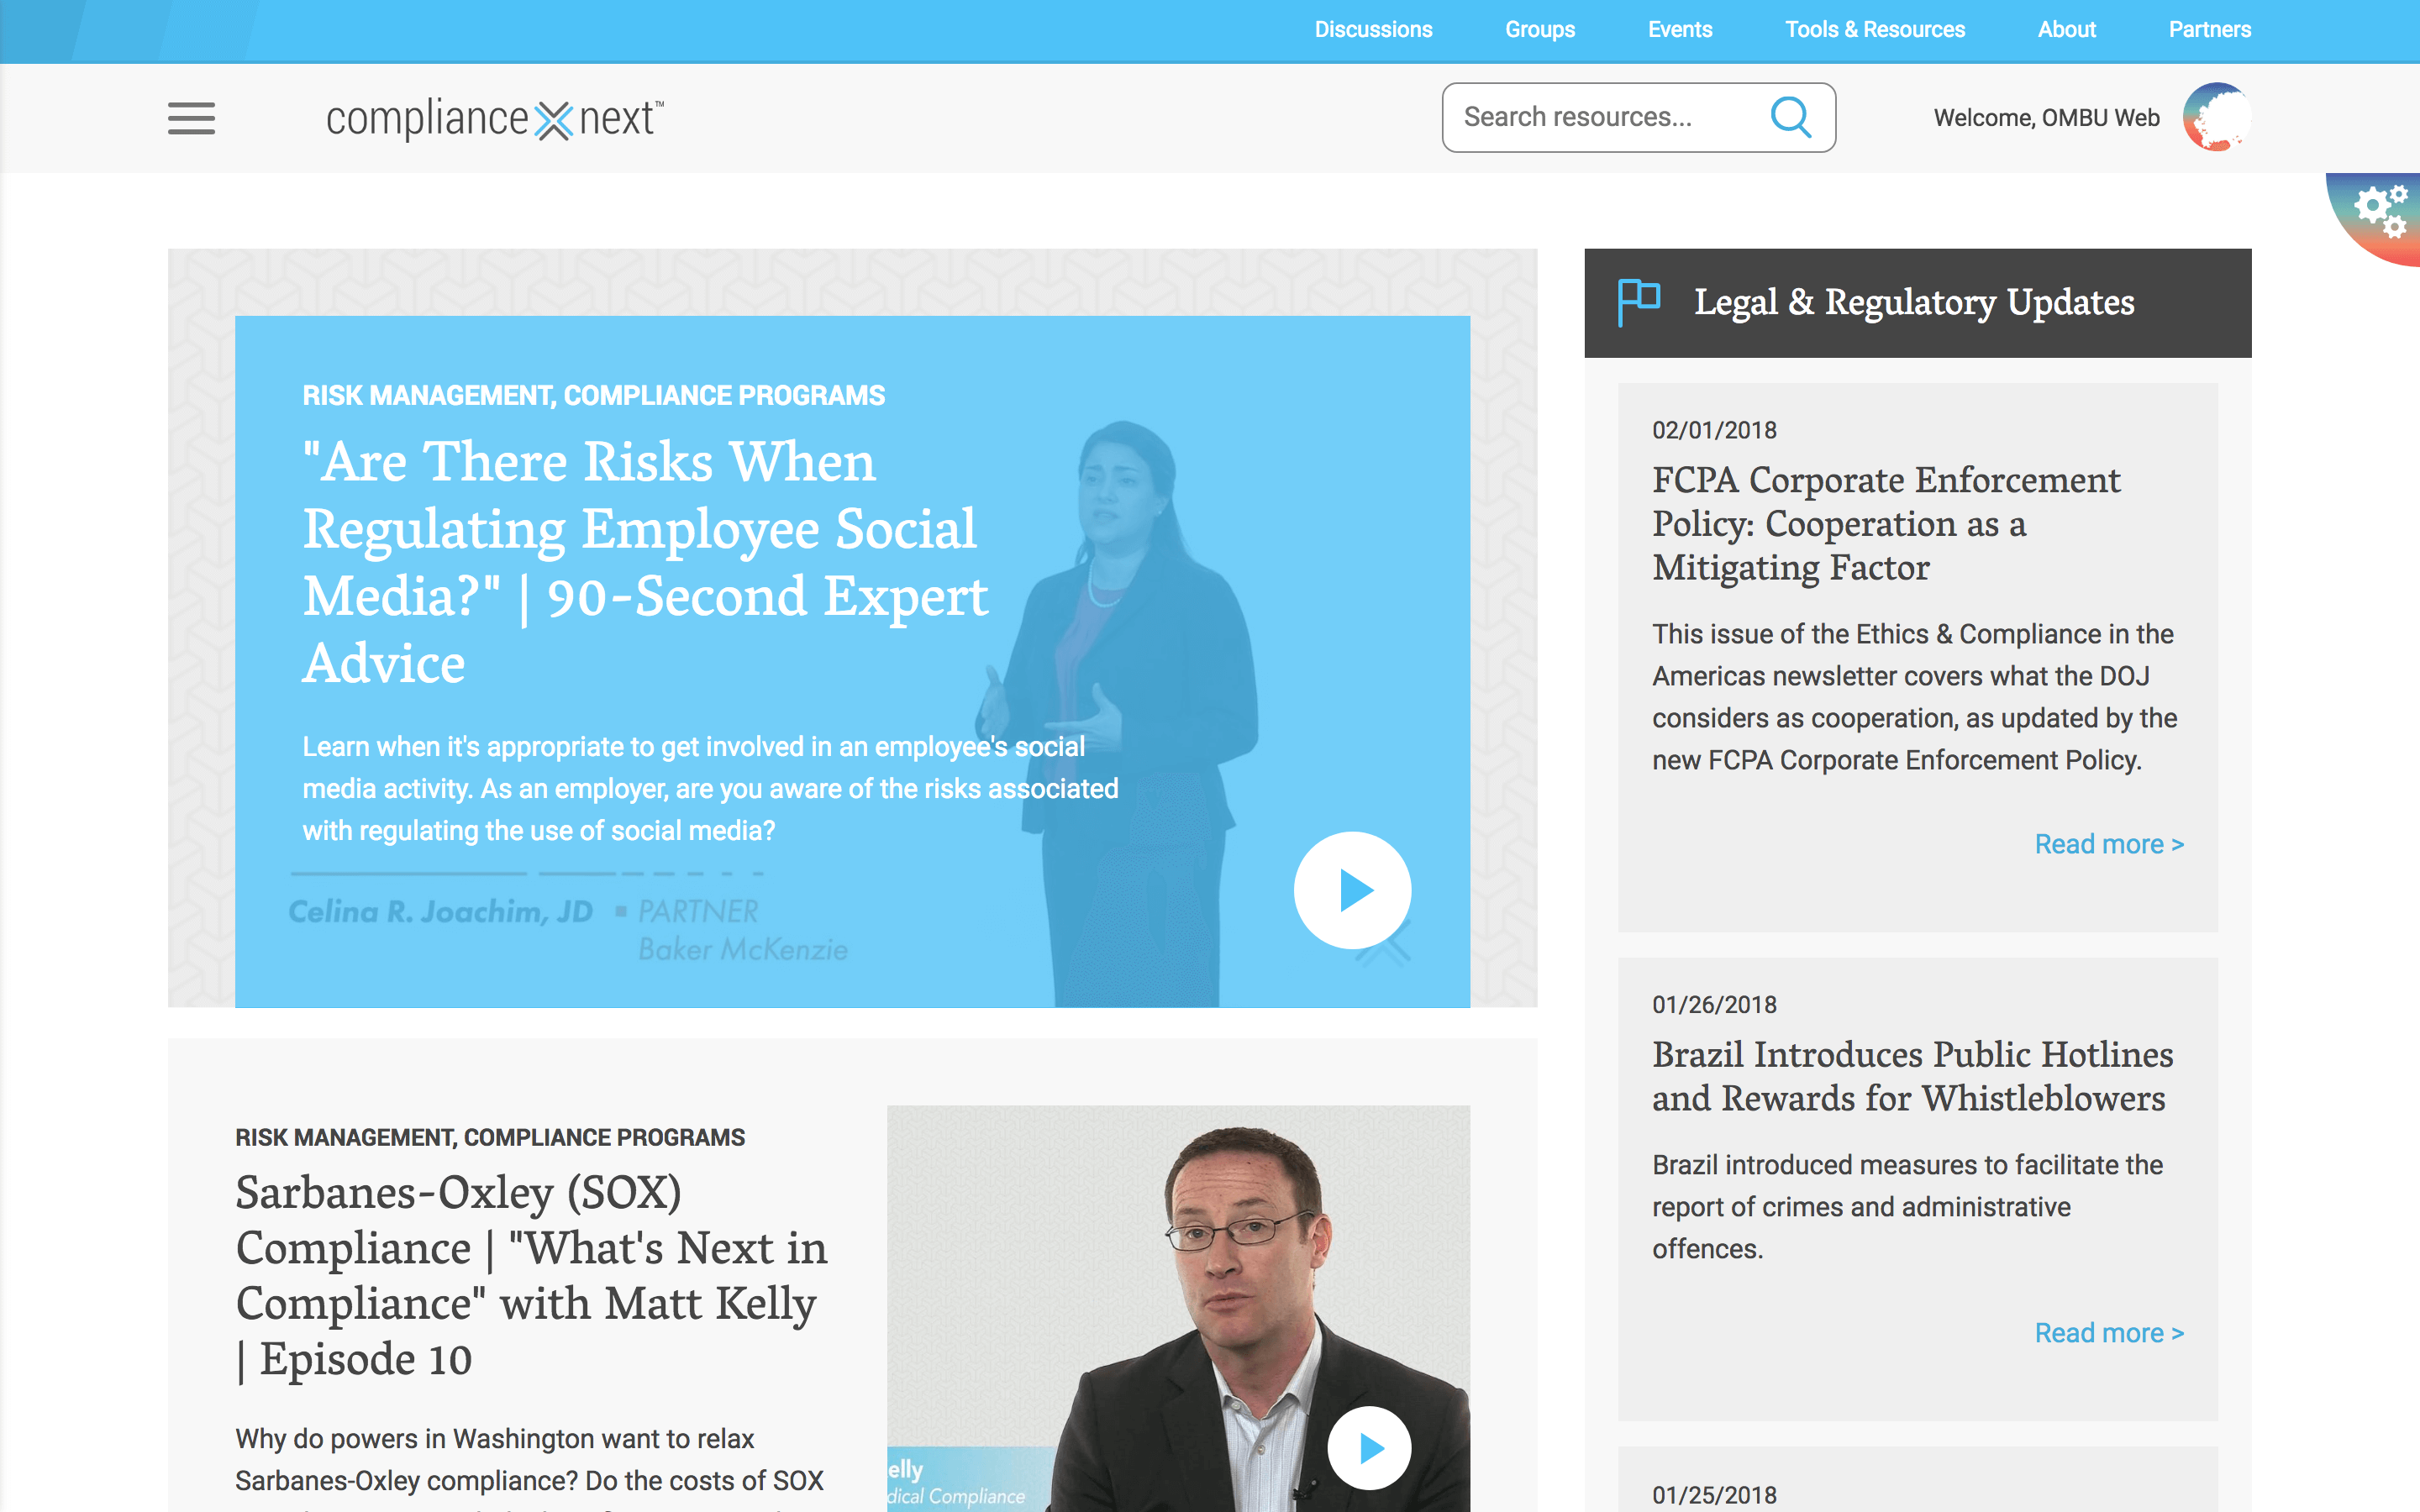 Discussions
Groups
Events
Tools & Resources
About
Partners
compliance next™
Search resources...
Welcome, OMBU Web
RISK MANAGEMENT, COMPLIANCE PROGRAMS
"Are There Risks When
Regulating Employee Social
Media?" | 90-Second Expert
Advice
Learn when it's appropriate to get involved in an employee's social
media activity. As an employer, are you aware of the risks associated
with regulating the use of social media?
Celina R. Joachim, JD ▪ PARTNER
Baker McKenzie
RISK MANAGEMENT, COMPLIANCE PROGRAMS
Sarbanes-Oxley (SOX)
Compliance | "What's Next in
Compliance" with Matt Kelly
| Episode 10
Why do powers in Washington want to relax
Sarbanes-Oxley compliance? Do the costs of SOX
elly
dical Compliance
Legal & Regulatory Updates
02/01/2018
FCPA Corporate Enforcement
Policy: Cooperation as a
Mitigating Factor
This issue of the Ethics & Compliance in the
Americas newsletter covers what the DOJ
considers as cooperation, as updated by the
new FCPA Corporate Enforcement Policy.
Read more >
01/26/2018
Brazil Introduces Public Hotlines
and Rewards for Whistleblowers
Brazil introduced measures to facilitate the
report of crimes and administrative
offences.
Read more >
01/25/2018